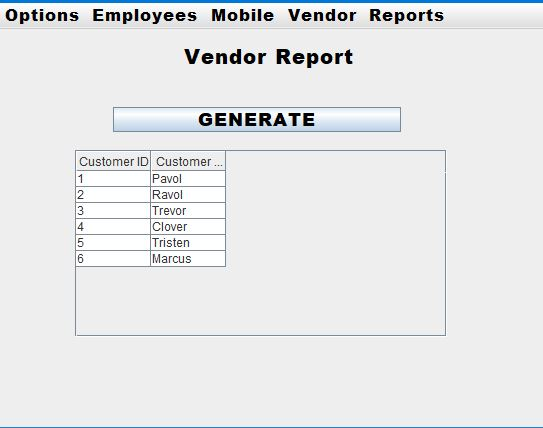 Options Employees Mobile Vendor Reports
Vendor Report
GENERATE
Customer ID Customer ...
1 Pavol
2 Ravol
3 Trevor
4 Clover
5 Tristen
6 Marcus